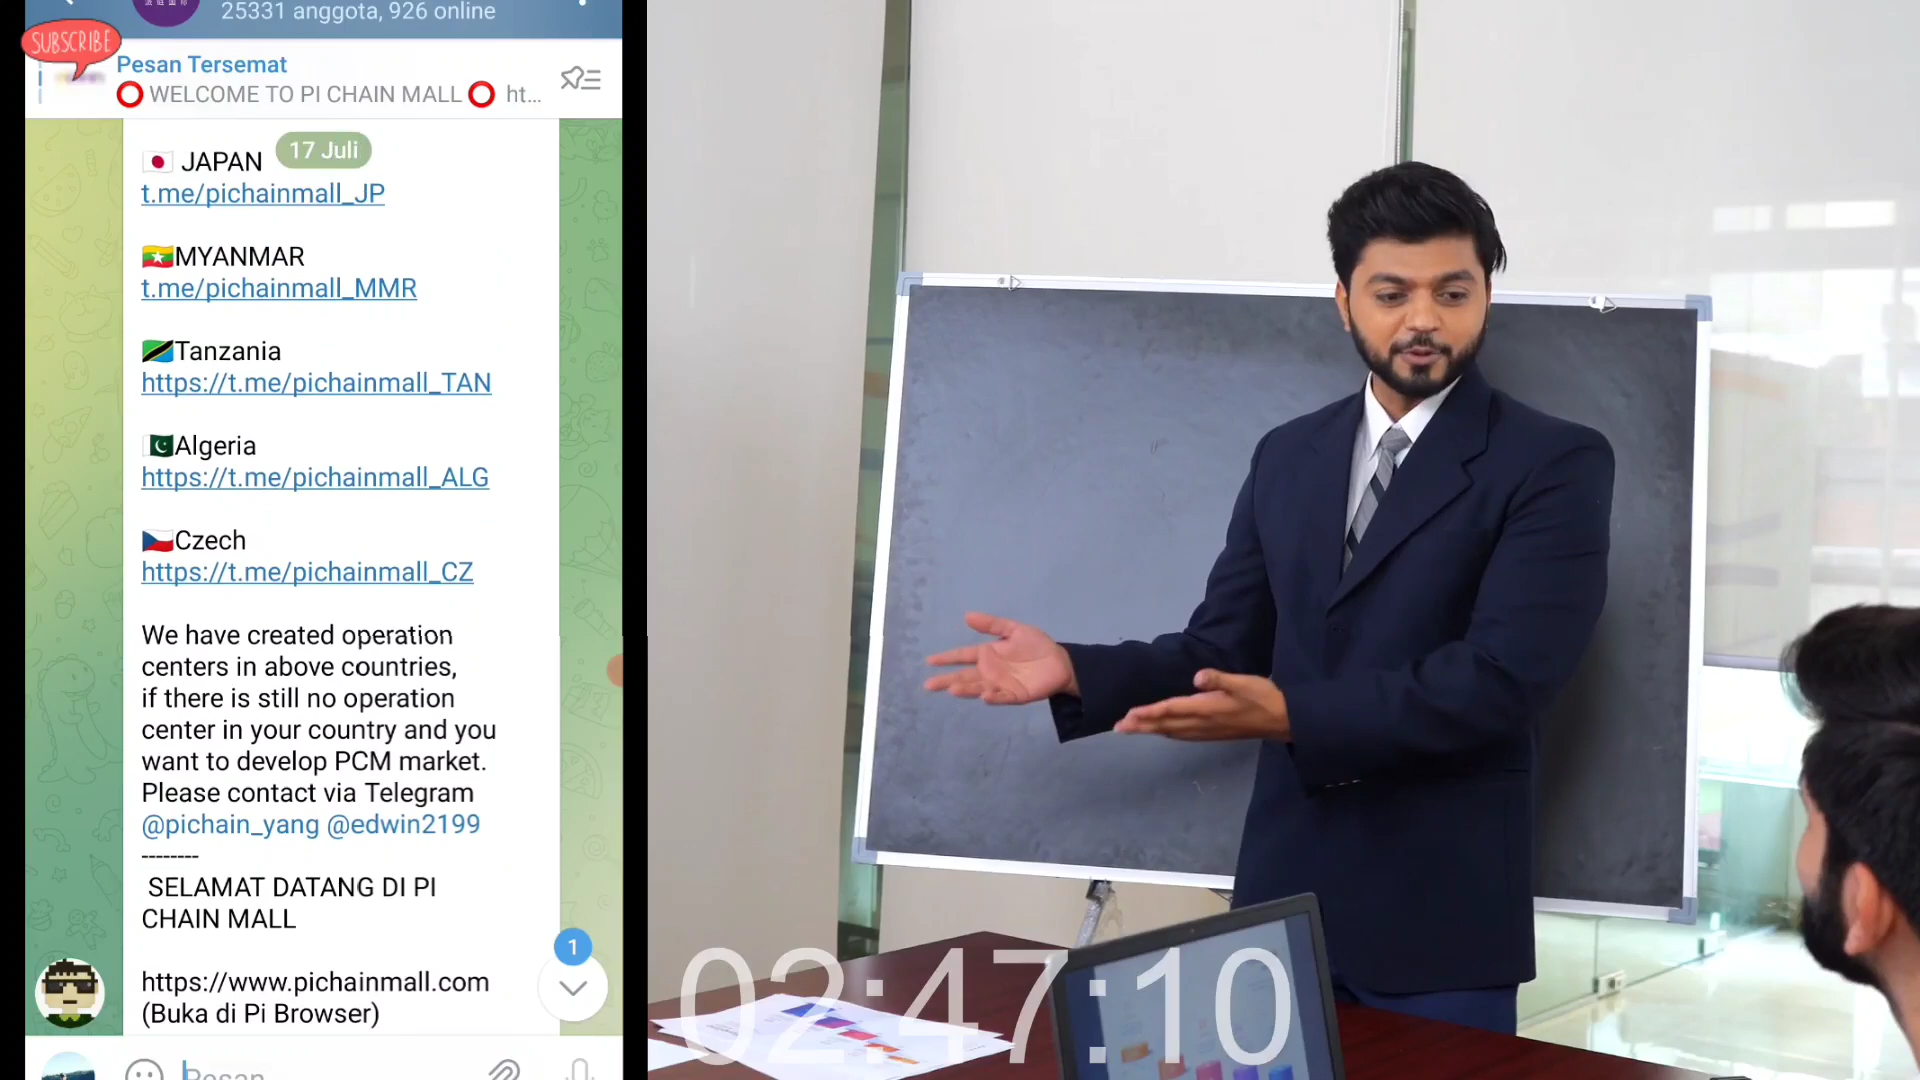 25331 anggota, 926 online
SUBSCRIBE
Pesan Tersemat
WELCOME TO PI CHAIN MALL ht...
17 Juli
JAPAN
t.me/pichainmall_JP
MYANMAR
t.me/pichainmall_MMR
Tanzania
https://t.me/pichainmall_TAN
Algeria
https://t.me/pichainmall_ALG
Czech
https://t.me/pichainmall_CZ
We have created operation
centers in above countries,
if there is still no operation
center in your country and you
want to develop PCM market.
Please contact via Telegram
@pichain_yang @edwin2199
--------
SELAMAT DATANG DI PI
CHAIN MALL
1
https://www.pichainmall.com
(Buka di Pi Browser)
Pesan
02:47:10